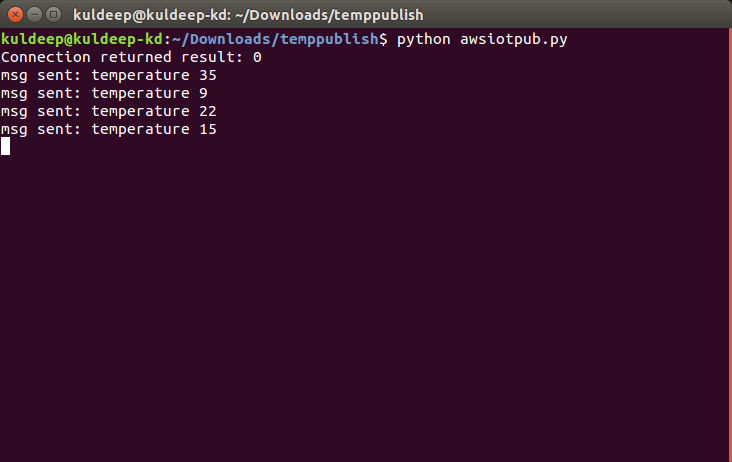 kuldeep@kuldeep-kd: ~/Downloads/temppublish
kuldeep@kuldeep-kd:~/Downloads/temppublish$ python awsiotpub.py
Connection returned result: 0
msg sent: temperature 35
msg sent: temperature 9
msg sent: temperature 22
msg sent: temperature 15